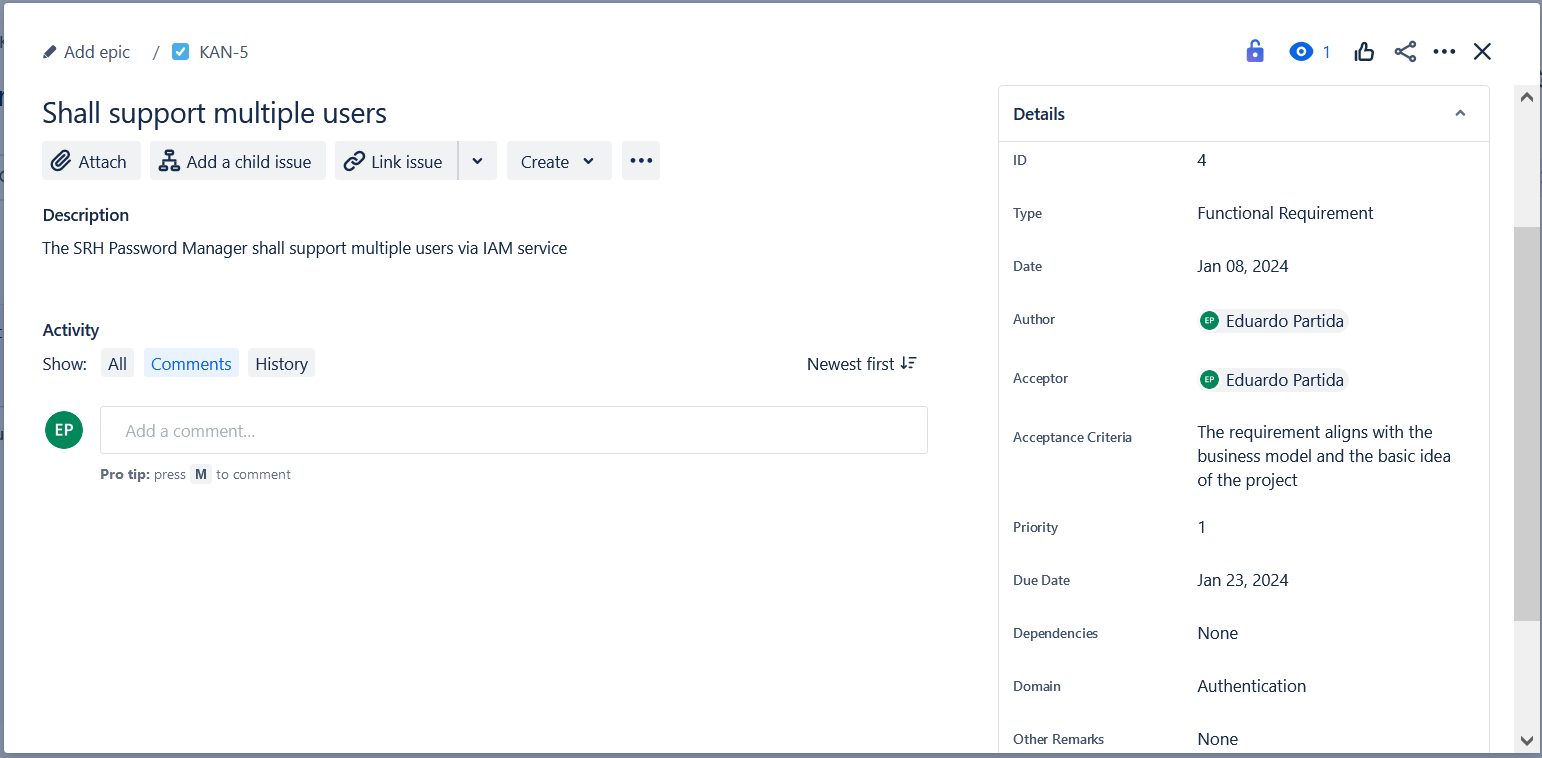 Add epic / KAN-5
1
Shall support multiple users
Attach
Add a child issue
Link issue
Create
Description
The SRH Password Manager shall support multiple users via IAM service
Activity
Show: All Comments History
Newest first
EP
Add a comment...
Pro tip: press M to comment
Details
ID 4
Type Functional Requirement
Date Jan 08, 2024
Author EP Eduardo Partida
Acceptor EP Eduardo Partida
Acceptance Criteria The requirement aligns with the
business model and the basic idea
of the project
Priority 1
Due Date Jan 23, 2024
Dependencies None
Domain Authentication
Other Remarks None